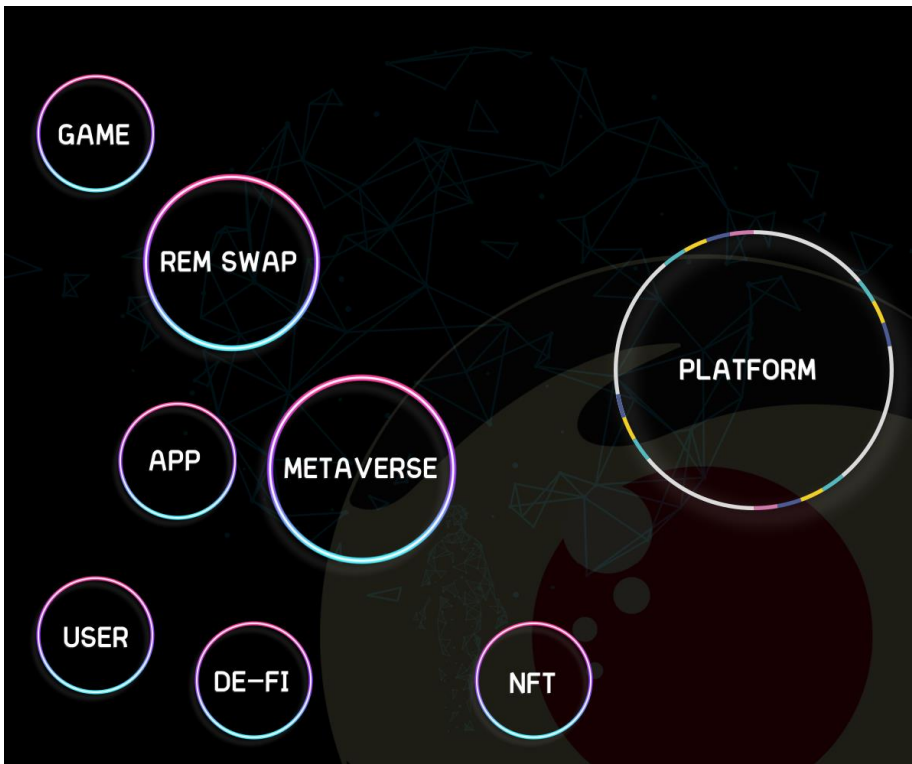 GAME
REM SWAP
PLATFORM
APP
METAVERSE
USER
DE-FI
NFT